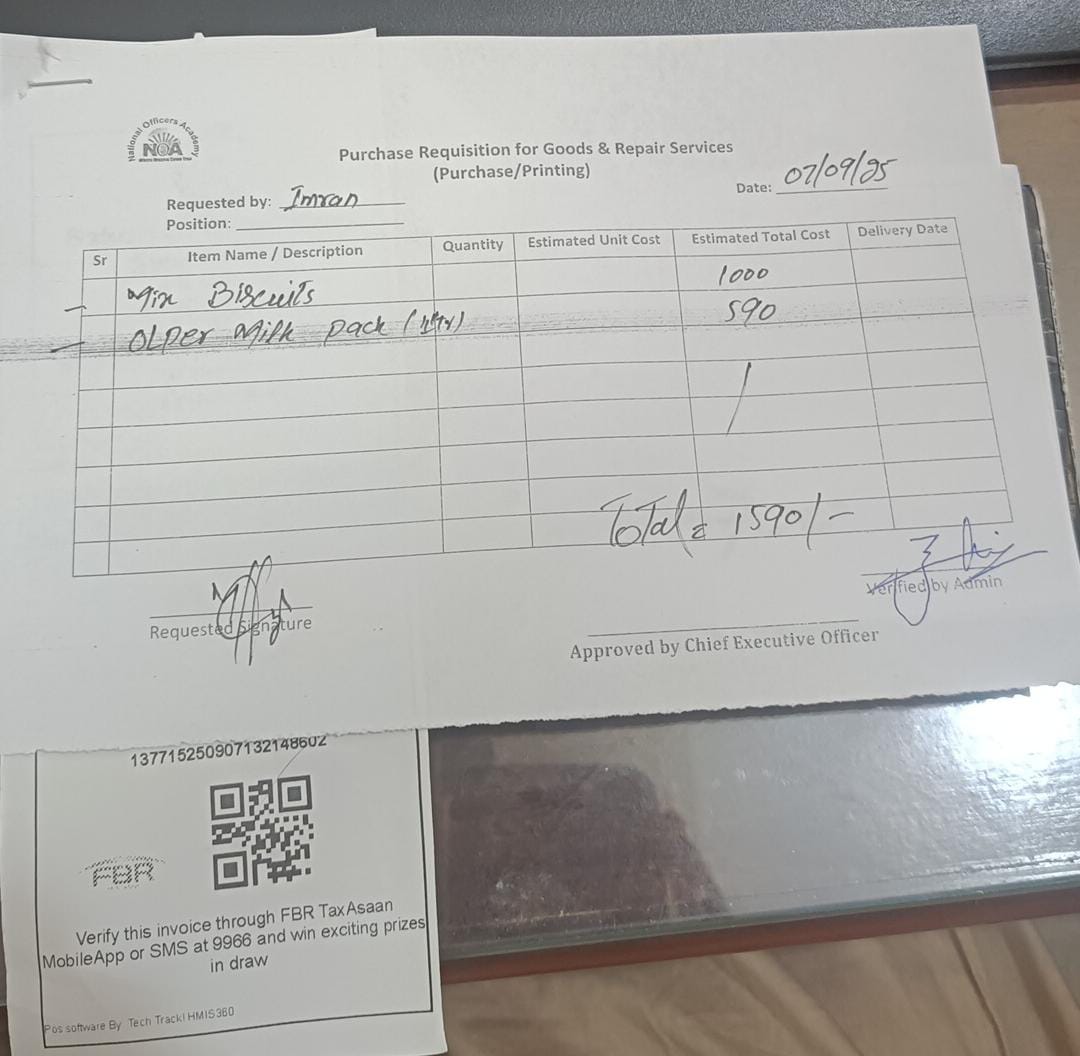 National Officers Academy
NOA
Purchase Requisition for Goods & Repair Services
(Purchase/Printing)
Requested by: Imran
Date: 07/09/25
Position:
Sr Item Name / Description Quantity Estimated Unit Cost Estimated Total Cost Delivery Date
Mix Biscuits 1000
OLPer Milk pack (1ltr) 590
Total = 1590/-
Requested Signature
Verified by Admin
Approved by Chief Executive Officer
137715250907132148602
FBR
Verify this invoice through FBR TaxAsaan
MobileApp or SMS at 9966 and win exciting prizes
in draw
Pos software By Tech Track! HMIS360